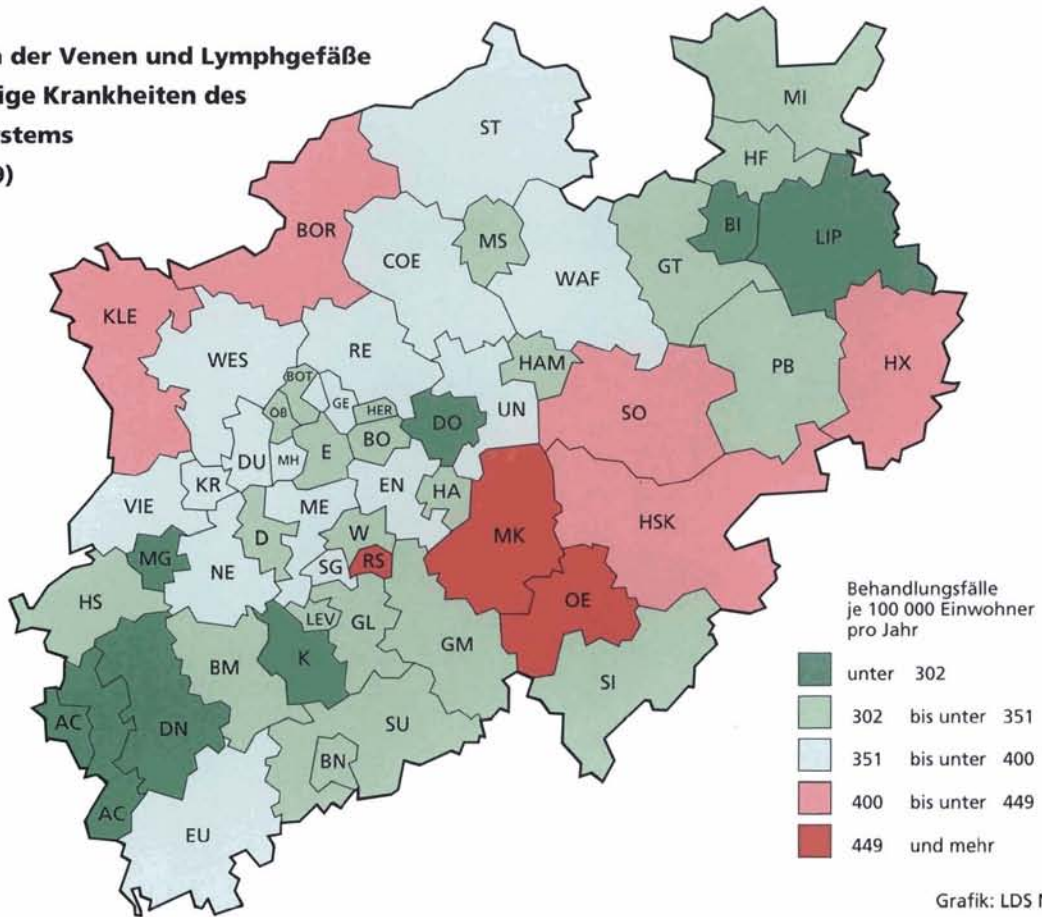 der Venen und Lymphgefäße
Krankheiten des
ST
MI
HF
BOR
MS
BI
LIP
COE
WAF
GT
KLE
WES
RE
HAM
PB
HX
BOT
GE
OB
HER
DO
UN
SO
DU
MH
E
BO
KR
EN
HA
VIE
ME
MK
HSK
D
W
MG
NE
SG
RS
OE
HS
LEV
GL
BM
K
GM
SI
AC
DN
SU
BN
AC
EU
Behandlungsfälle
je 100 000 Einwohner
pro Jahr
unter 302
302 bis unter 351
351 bis unter 400
400 bis unter 449
449 und mehr
Grafik: LDS